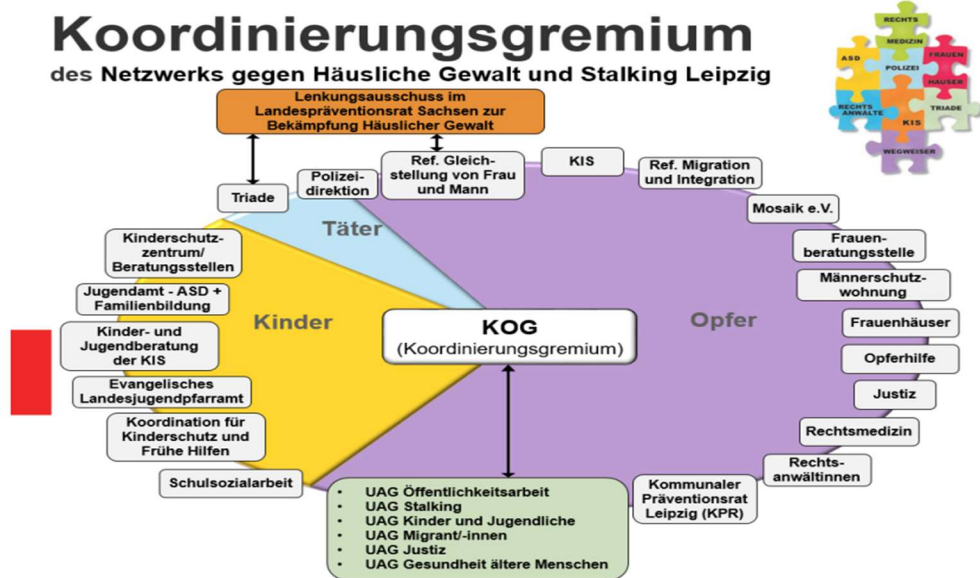 Koordinierungsgremium
des Netzwerks gegen Häusliche Gewalt und Stalking Leipzig
RECHTS
MEDIZIN
ASD
POLIZEI
FRAUEN
HÄUSER
RECHTS
ANWÄLTE
KIS
TRIADE
WEGWEISER
Lenkungsausschuss im
Landespräventionsrat Sachsen zur
Bekämpfung Häuslicher Gewalt
Triade
Polizei-
direktion
Ref. Gleich-
stellung von Frau
und Mann
KIS
Ref. Migration
und Integration
Mosaik e.V.
Frauen-
beratungsstelle
Männerschutz-
wohnung
Frauenhäuser
Opferhilfe
Justiz
Rechtsmedizin
Rechts-
anwältinnen
Kommunaler
Präventionsrat
Leipzig (KPR)
Täter
Kinder
Opfer
KOG
(Koordinierungsgremium)
Kinderschutz-
zentrum/
Beratungsstellen
Jugendamt - ASD +
Familienbildung
Kinder- und
Jugendberatung
der KIS
Evangelisches
Landesjugendpfarramt
Koordination für
Kinderschutz und
Frühe Hilfen
Schulsozialarbeit
• UAG Öffentlichkeitsarbeit
• UAG Stalking
• UAG Kinder und Jugendliche
• UAG Migrant/-innen
• UAG Justiz
• UAG Gesundheit ältere Menschen